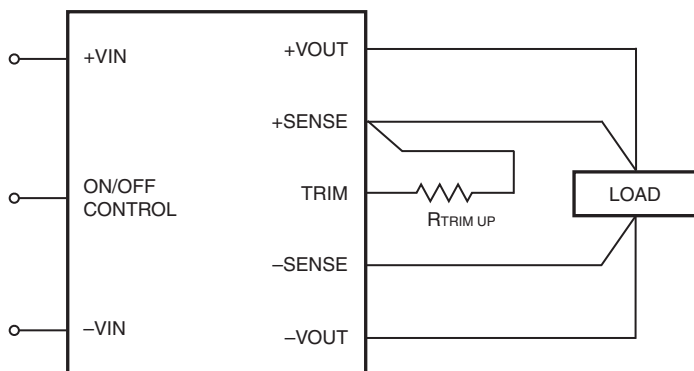 +VIN
ON/OFF
CONTROL
–VIN
+VOUT
+SENSE
TRIM
–SENSE
–VOUT
RTRIM UP
LOAD